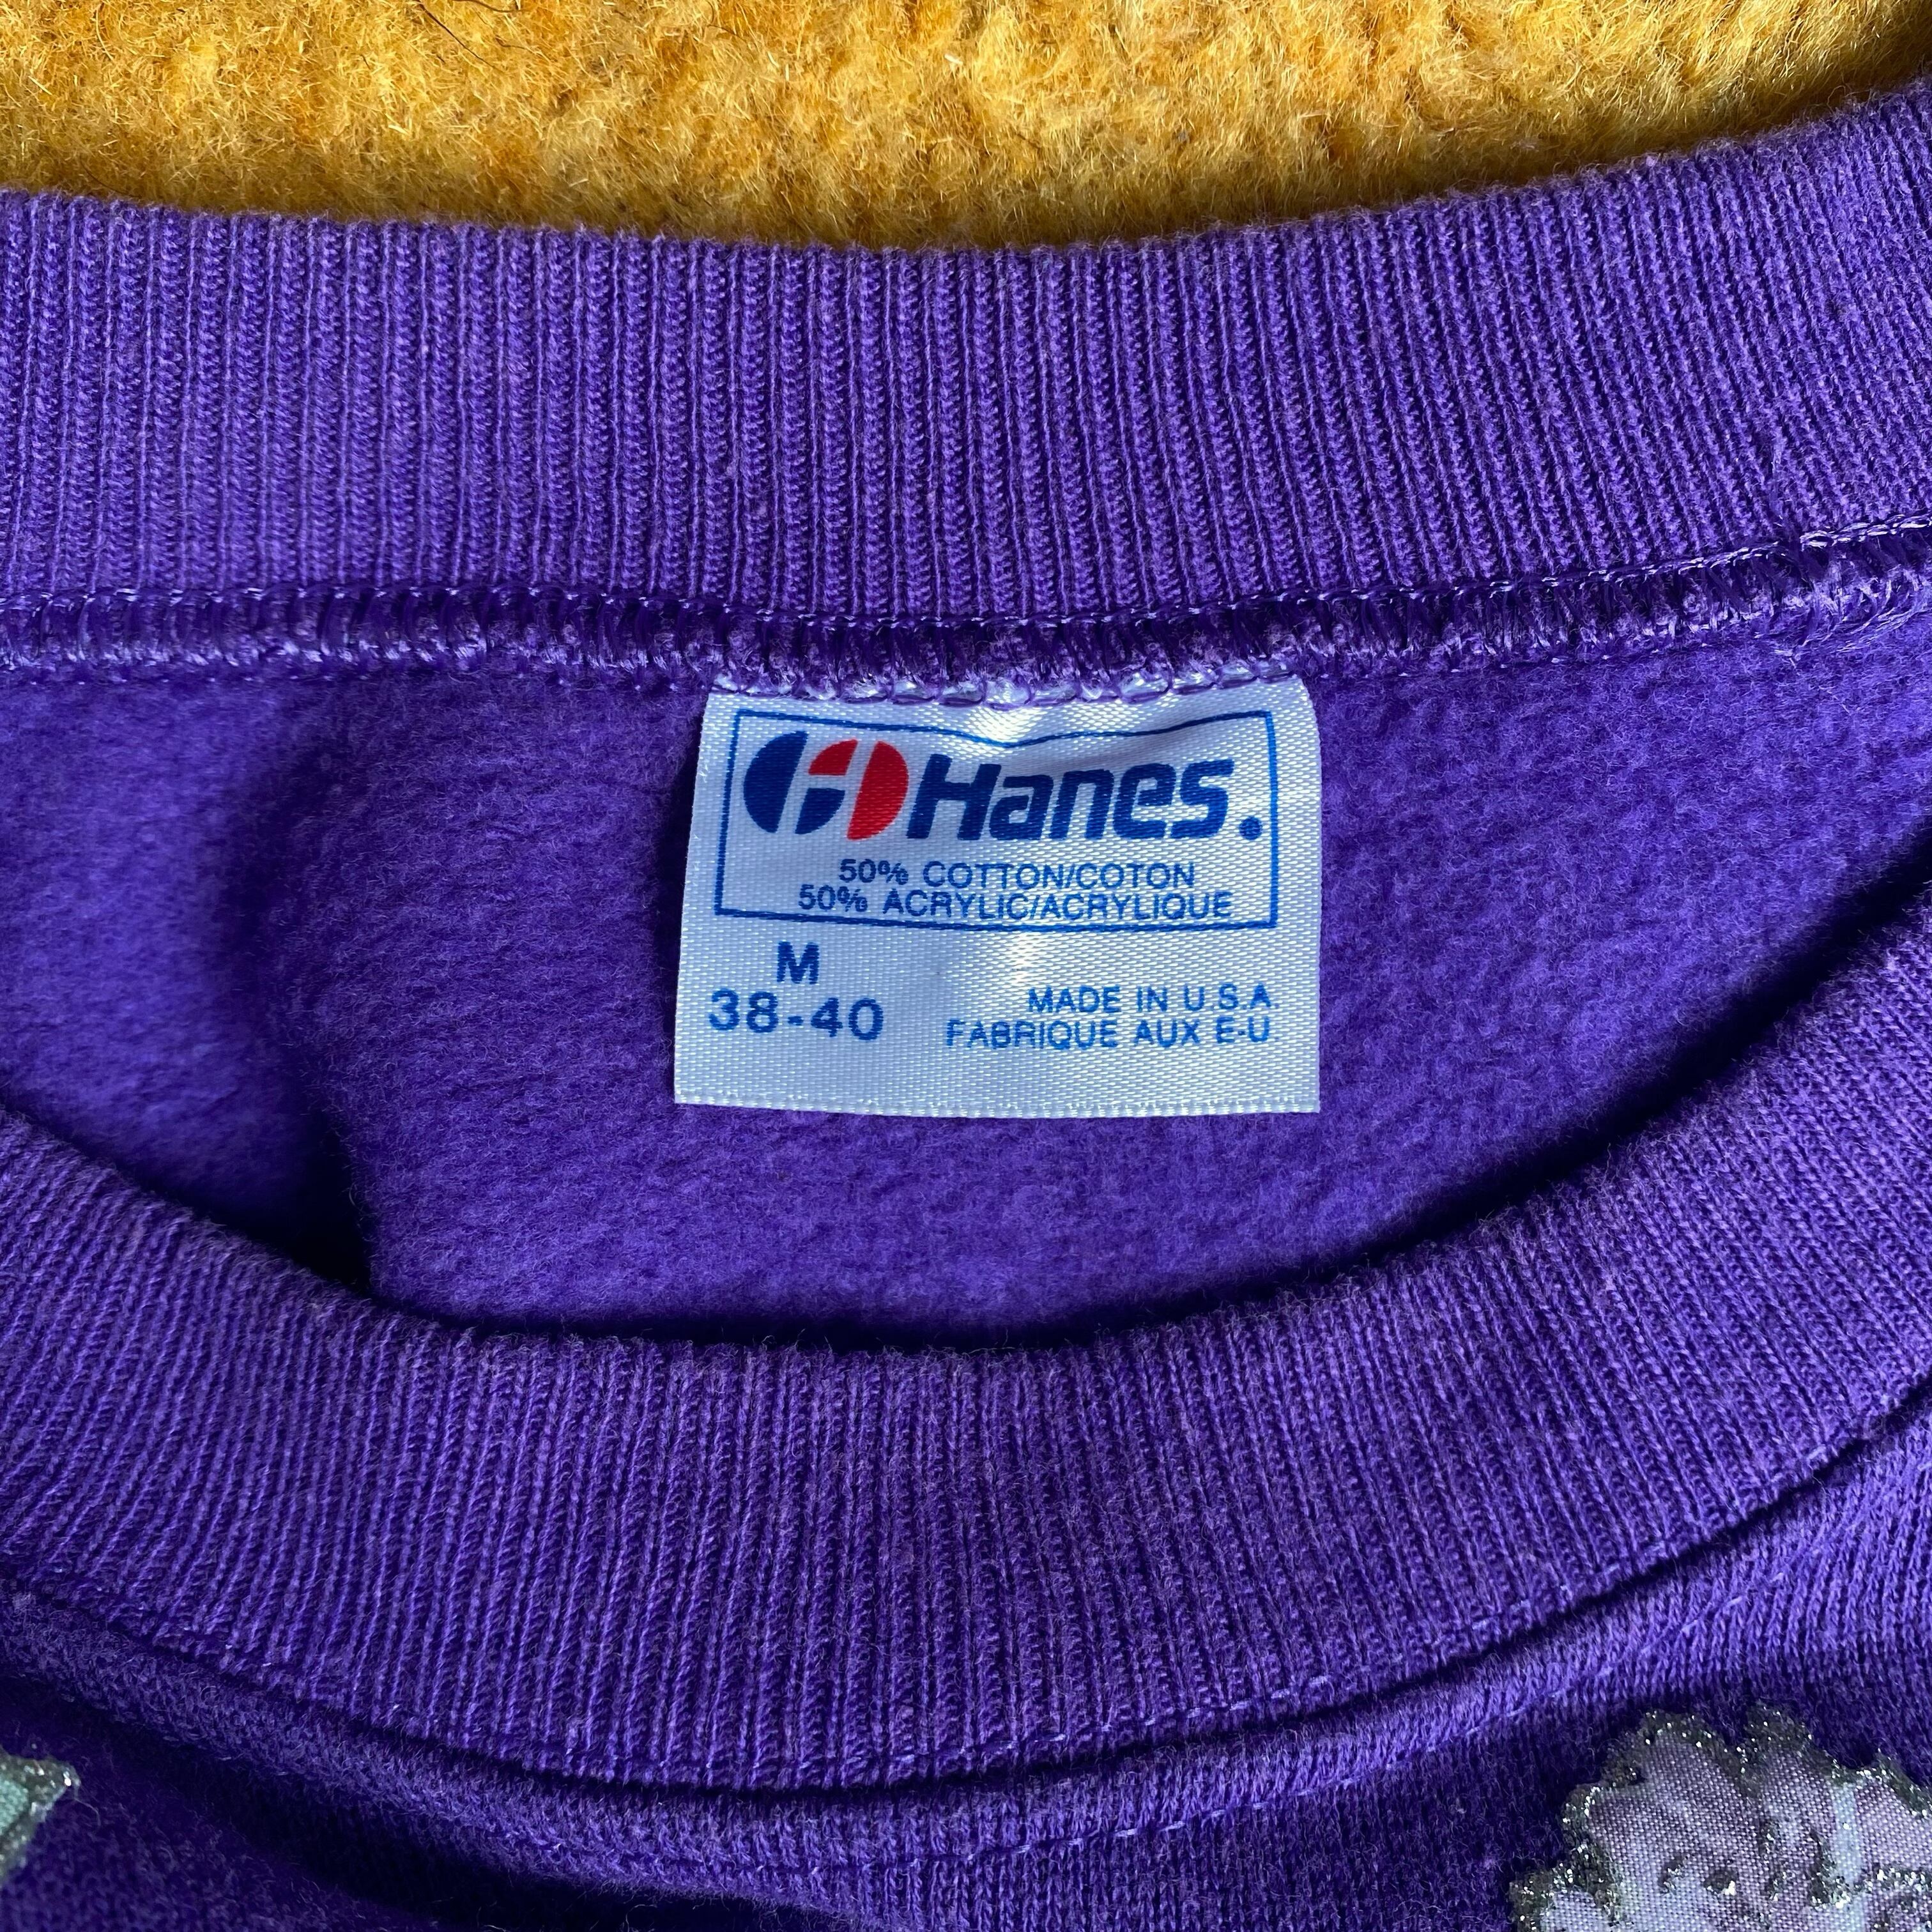 Hanes.
50% COTTON/COTON
50% ACRYLIC/ACRYLIQUE
M
38-40
MADE IN U.S.A.
FABRIQUE AUX E-U.